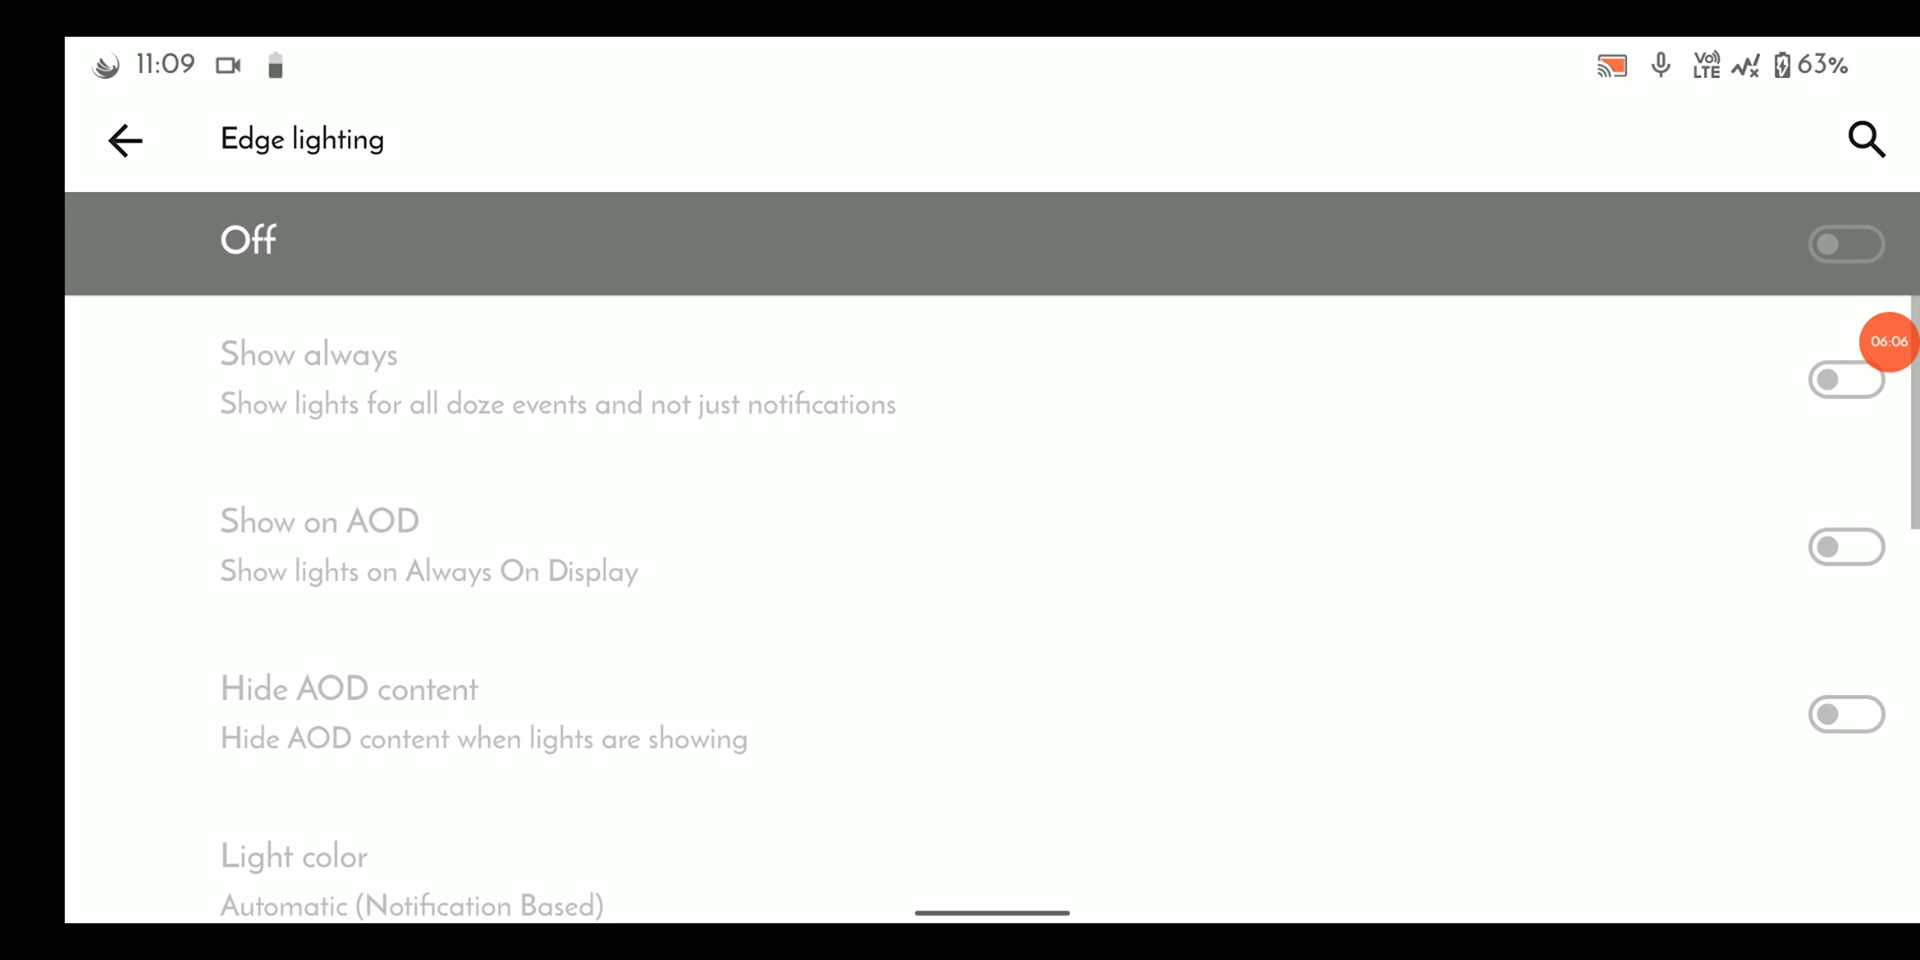 11:09
Vo) LTE 63%
Edge lighting
Off
Show always
Show lights for all doze events and not just notifications
06:06
Show on AOD
Show lights on Always On Display
Hide AOD content
Hide AOD content when lights are showing
Light color
Automatic (Notification Based)